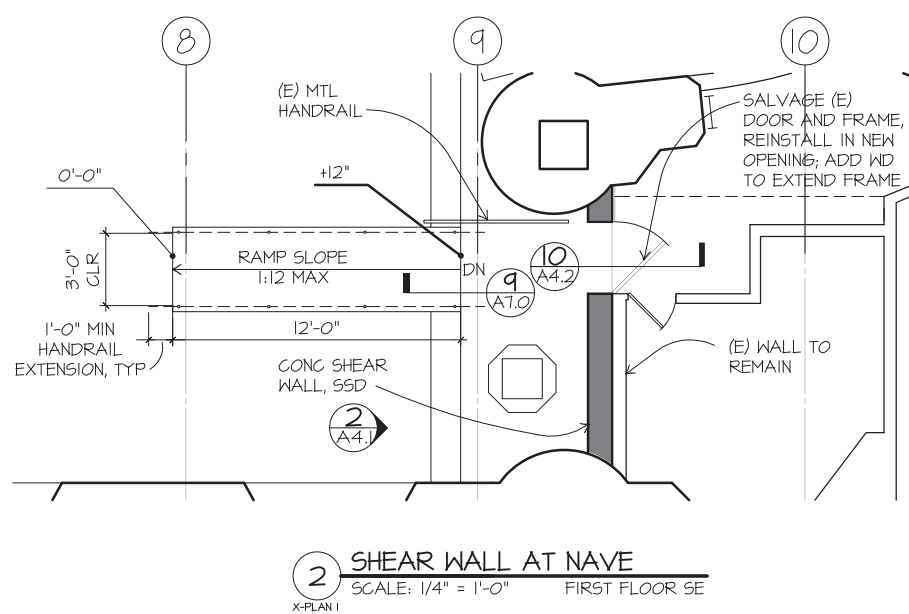 8
9
10
(E) MTL
HANDRAIL
SALVAGE (E)
DOOR AND FRAME,
REINSTALL IN NEW
OPENING; ADD WD
TO EXTEND FRAME
0'-0"
+12"
3'-0"
CLR
RAMP SLOPE
1:12 MAX
DN
10
A4.2
9
A7.0
1'-0" MIN
HANDRAIL
EXTENSION, TYP
12'-0"
CONC SHEAR
WALL, SSD
(E) WALL TO
REMAIN
2
A4.1
2
SHEAR WALL AT NAVE
SCALE: 1/4" = 1'-0" FIRST FLOOR SE
X-PLAN 1